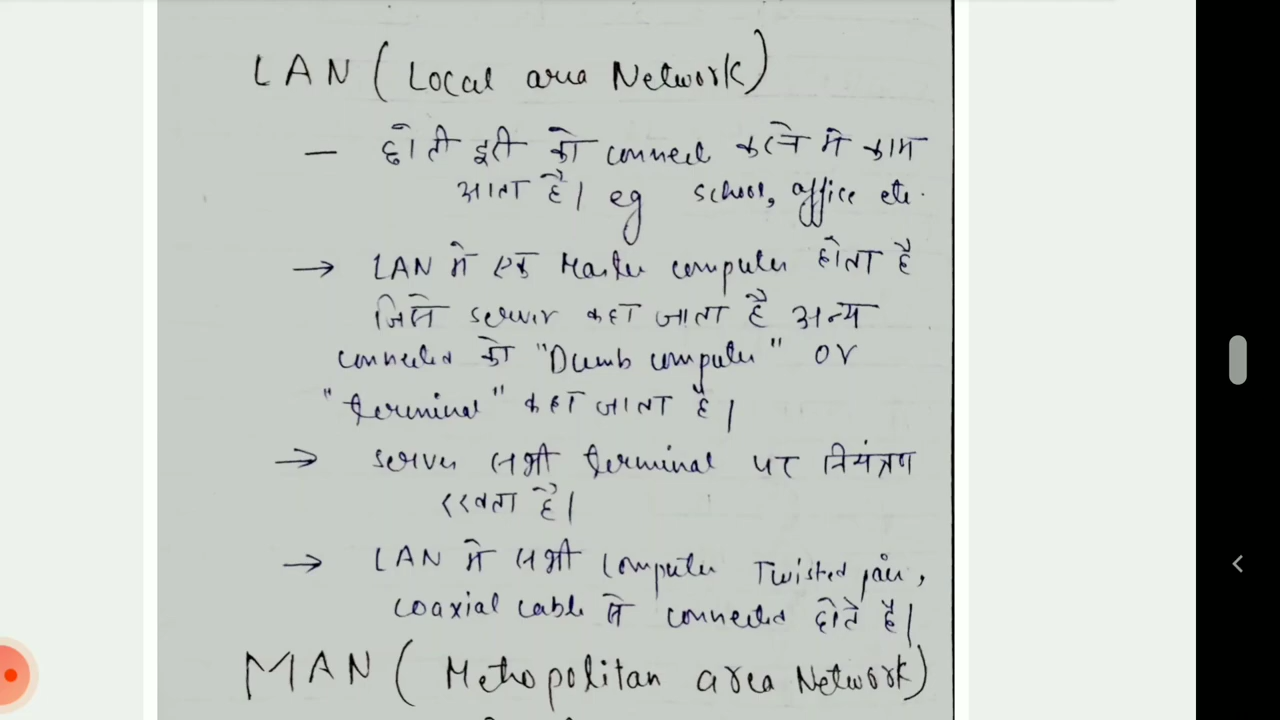 LAN ( Local area Network )
— छोटी दूरी को connect करने मे काम
आता है। eg school, office etc.
→ LAN मे एक Master computer होता है
जिसे server कहा जाता है अन्य
connected को "Dumb computer" or
"terminal" कहा जाता है।
→ server सभी terminal पर नियंत्रण
रखता है।
→ LAN मे सभी computer Twisted pair,
coaxial cable से connected होते है।
MAN ( Metropolitan area Network )